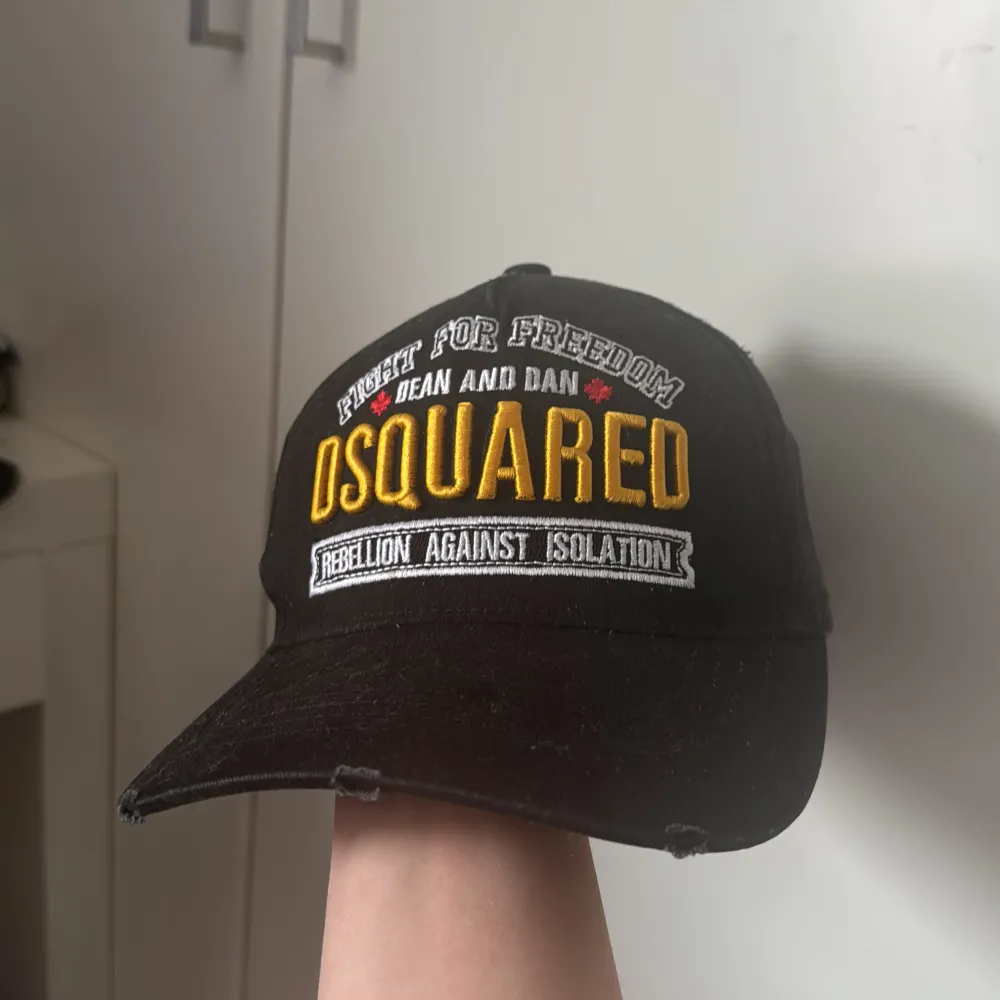 FIGHT FOR FREEDOM
DEAN AND DAN
DSQUARED
REBELLION AGAINST ISOLATION